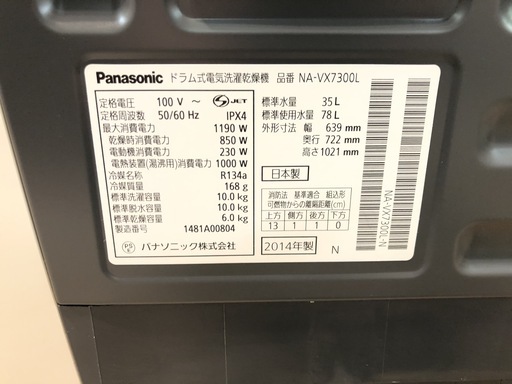 Panasonic ドラム式電気洗濯乾燥機 品番 NA-VX7300L
定格電圧 100 V ～ S-JET
定格周波数 50/60 Hz IPX4
最大消費電力 1190 W
乾燥時消費電力 850 W
電動機消費電力 230 W
電熱装置(湯沸用)消費電力 1000 W
冷媒名称 R134a
冷媒質量 168 g
標準洗濯容量 10.0 kg
標準脱水容量 10.0 kg
標準乾燥容量 6.0 kg
製造番号 1481A00804
PS E パナソニック株式会社
標準水量 35 L
標準使用水量 78 L
外形寸法 幅 639 mm
奥行 722 mm
高さ 1021 mm
日本製
消防法 基準適合 組込形
可燃物からの離隔距離(cm)
上方 側方 後方 下方
13 1 1 0
2014年製 N
NA-VX7300L-N